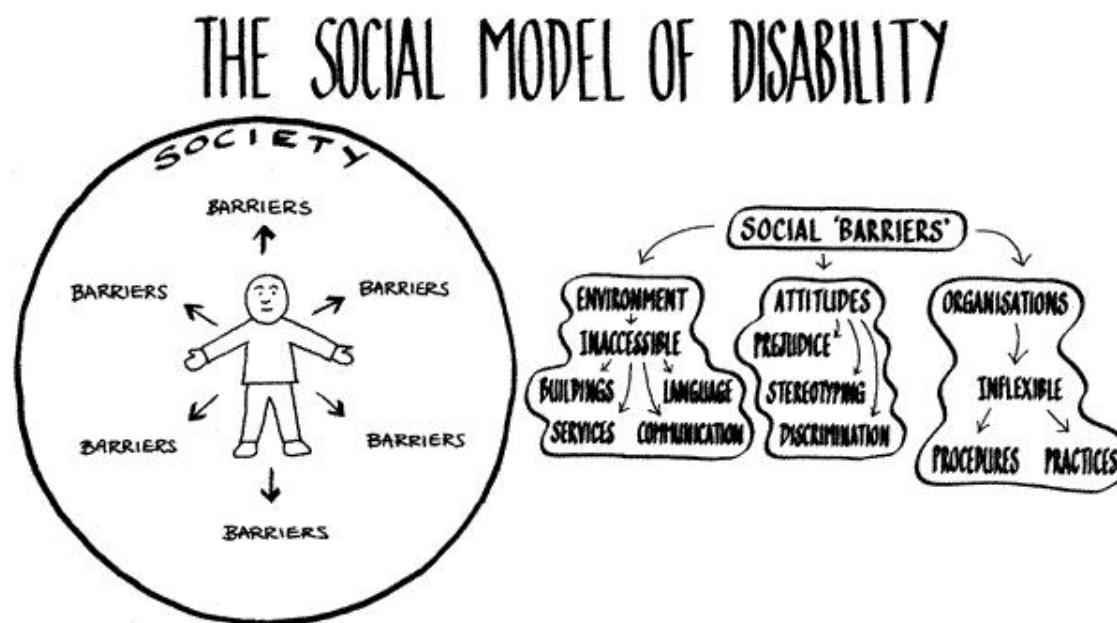 THE SOCIAL MODEL OF DISABILITY
SOCIETY
BARRIERS
BARRIERS
BARRIERS
BARRIERS
BARRIERS
BARRIERS
SOCIAL 'BARRIERS'
ENVIRONMENT
INACCESSIBLE
BUILDINGS
LANGUAGE
SERVICES
COMMUNICATION
ATTITUDES
PREJUDICE
STEREOTYPING
DISCRIMINATION
ORGANISATIONS
INFLEXIBLE
PROCEDURES
PRACTICES